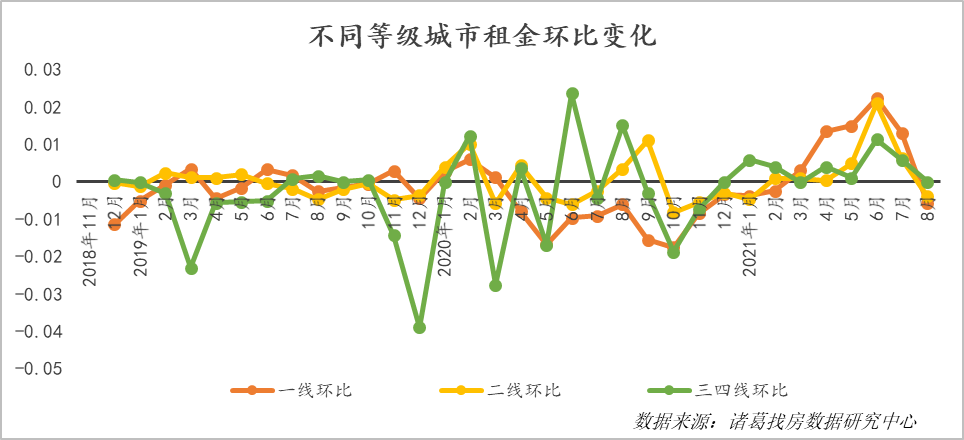 不同等级城市租金环比变化
0.03
0.02
0.01
0
-0.01
-0.02
-0.03
-0.04
-0.05
2018年11月
12月
2019年1月
2月
3月
4月
5月
6月
7月
8月
9月
10月
11月
12月
2020年1月
2月
3月
4月
5月
6月
7月
8月
9月
10月
11月
12月
2021年1月
2月
3月
4月
5月
6月
7月
8月
一线环比 二线环比 三四线环比
数据来源：诸葛找房数据研究中心